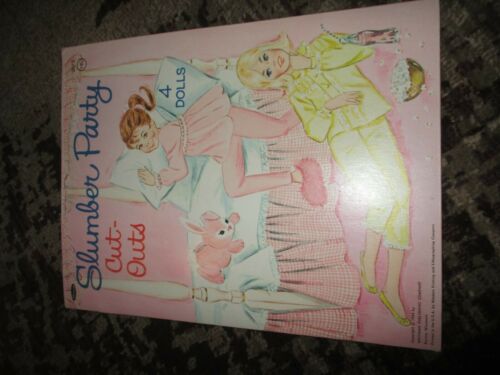 Slumber Party
Cut-
Outs
4
DOLLS